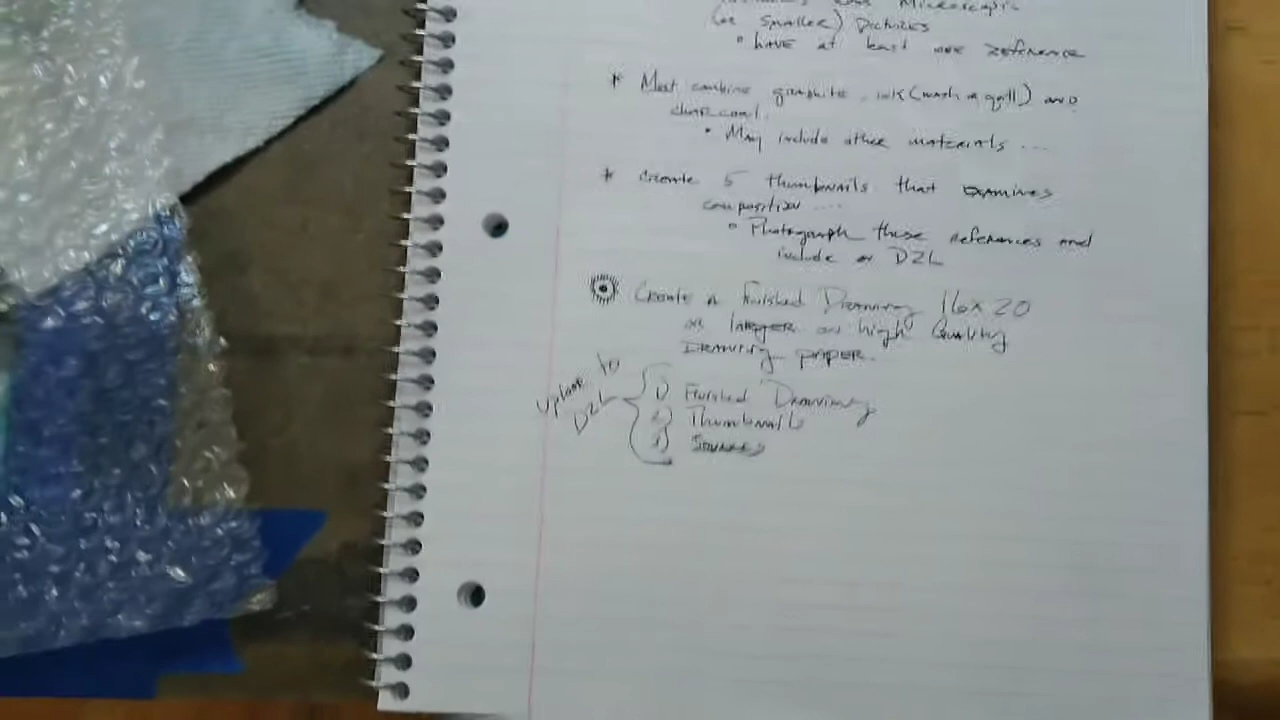 Microscopic
(or smaller) Pictures
• HAVE at least one reference
* Must combine graphite, ink (wash or quill) AND
charcoal.
• May include other materials ...
* Create 5 thumbnails that examines
composition ....
• Photograph these references and
include on D2L
Create a Finished Drawing 16x20
or larger on high Quality
DRAWING PAPER.
Upload to
D2L
1) Finished Drawing
2) Thumbnails
3) Sources